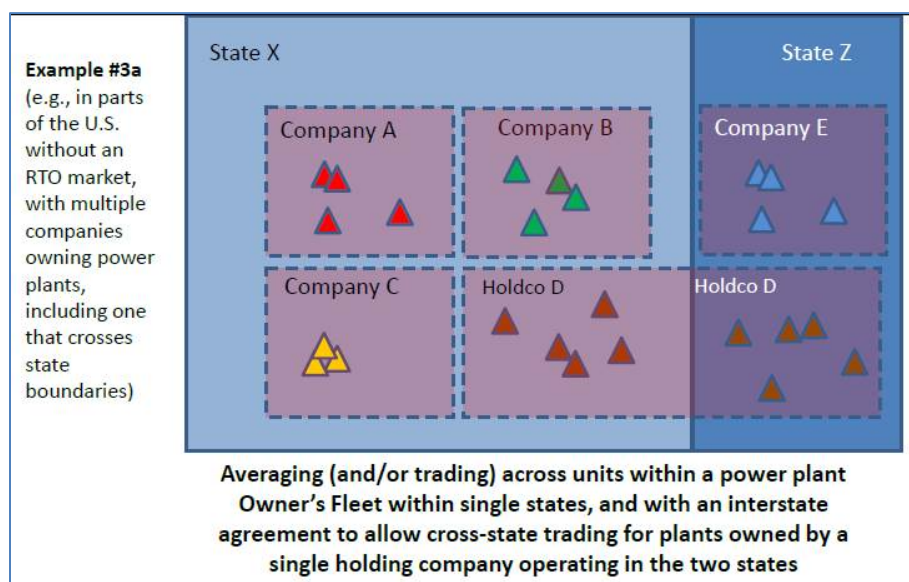 Example #3a
(e.g., in parts
of the U.S.
without an
RTO market,
with multiple
companies
owning power
plants,
including one
that crosses
state
boundaries)
State X
State Z
Company A
Company B
Company E
Company C
Holdco D
Holdco D
Averaging (and/or trading) across units within a power plant
Owner's Fleet within single states, and with an interstate
agreement to allow cross-state trading for plants owned by a
single holding company operating in the two states